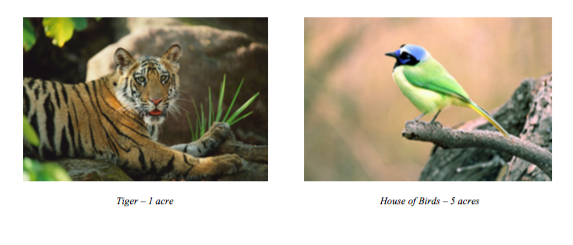 Tiger – 1 acre
House of Birds – 5 acres